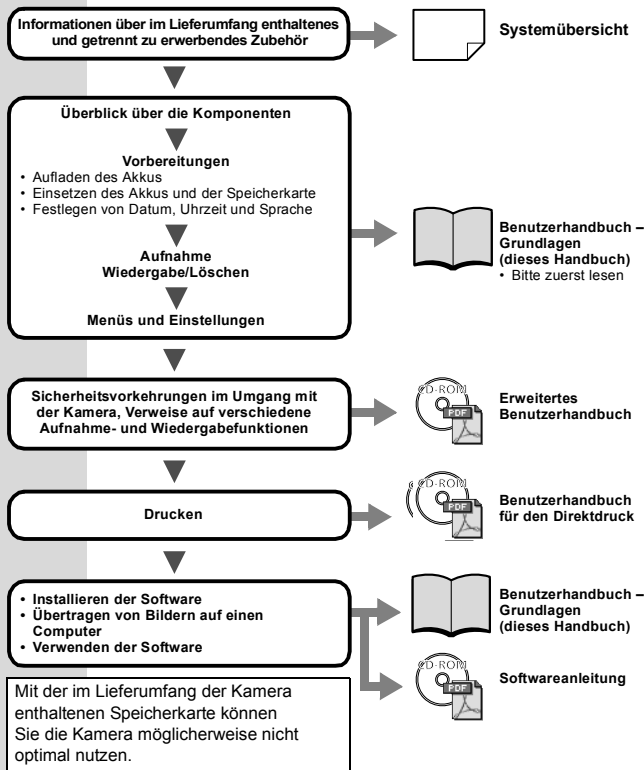 Informationen über im Lieferumfang enthaltenes
und getrennt zu erwerbendes Zubehör
Systemübersicht
Überblick über die Komponenten
Vorbereitungen
• Aufladen des Akkus
• Einsetzen des Akkus und der Speicherkarte
• Festlegen von Datum, Uhrzeit und Sprache
Aufnahme
Wiedergabe/Löschen
Menüs und Einstellungen
Benutzerhandbuch –
Grundlagen
(dieses Handbuch)
• Bitte zuerst lesen
Sicherheitsvorkehrungen im Umgang mit
der Kamera, Verweise auf verschiedene
Aufnahme- und Wiedergabefunktionen
CD-ROM
PDF
Erweitertes
Benutzerhandbuch
Drucken
CD-ROM
PDF
Benutzerhandbuch
für den Direktdruck
• Installieren der Software
• Übertragen von Bildern auf einen
Computer
• Verwenden der Software
Benutzerhandbuch –
Grundlagen
(dieses Handbuch)
CD-ROM
PDF
Softwareanleitung
Mit der im Lieferumfang der Kamera
enthaltenen Speicherkarte können
Sie die Kamera möglicherweise nicht
optimal nutzen.